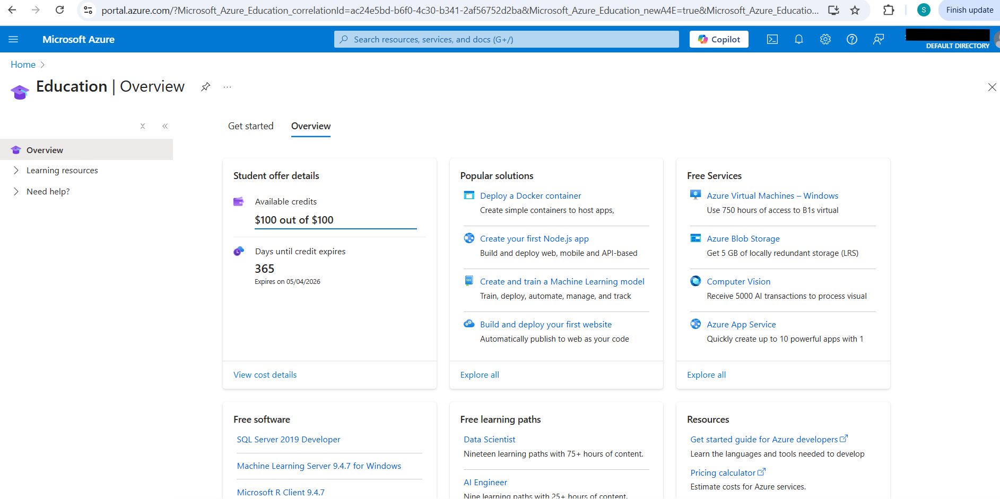 portal.azure.com/?Microsoft_Azure_Education_correlationId=ac24e5bd-b6f0-4c30-b341-2af56752d2ba&Microsoft_Azure_Education_newA4E=true&Microsoft_Azure_Educatio...
S
Finish update
Microsoft Azure
Search resources, services, and docs (G+/)
Copilot
DEFAULT DIRECTORY
Home
Education | Overview
Get started
Overview
Overview
Learning resources
Need help?
Student offer details
Available credits
$100 out of $100
Days until credit expires
365
Expires on 05/04/2026
View cost details
Popular solutions
Deploy a Docker container
Create simple containers to host apps,
Create your first Node.js app
Build and deploy web, mobile and API-based
Create and train a Machine Learning model
Train, deploy, automate, manage, and track
Build and deploy your first website
Automatically publish to web as your code
Explore all
Free Services
Azure Virtual Machines – Windows
Use 750 hours of access to B1s virtual
Azure Blob Storage
Get 5 GB of locally redundant storage (LRS)
Computer Vision
Receive 5000 AI transactions to process visual
Azure App Service
Quickly create up to 10 powerful apps with 1
Explore all
Free software
SQL Server 2019 Developer
Machine Learning Server 9.4.7 for Windows
Microsoft R Client 9.4.7
Free learning paths
Data Scientist
Nineteen learning paths with 75+ hours of content.
AI Engineer
Nine learning paths with 25+ hours of content.
Resources
Get started guide for Azure developers
Learn the languages and tools needed to develop
Pricing calculator
Estimate costs for Azure services.